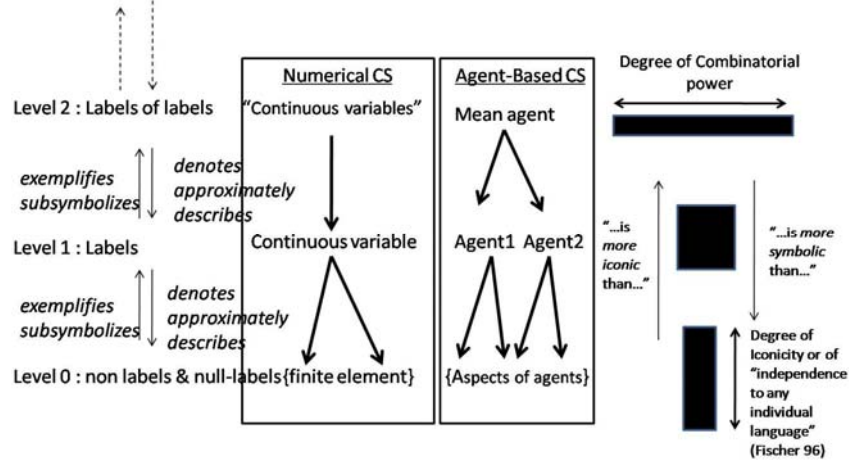 Numerical CS
Agent-Based CS
Degree of Combinatorial
power
Level 2 : Labels of labels
“Continuous variables”
Mean agent
exemplifies
subsymbolizes
denotes
approximately
describes
“...is
more
iconic
than...”
“...is more
symbolic
than...”
Level 1 : Labels
Continuous variable
Agent1 Agent2
exemplifies
subsymbolizes
denotes
approximately
describes
Degree of
Iconicity or of
“independence
to any
individual
language”
(Fischer 96)
Level 0 : non labels & null-labels
{finite element}
{Aspects of agents}